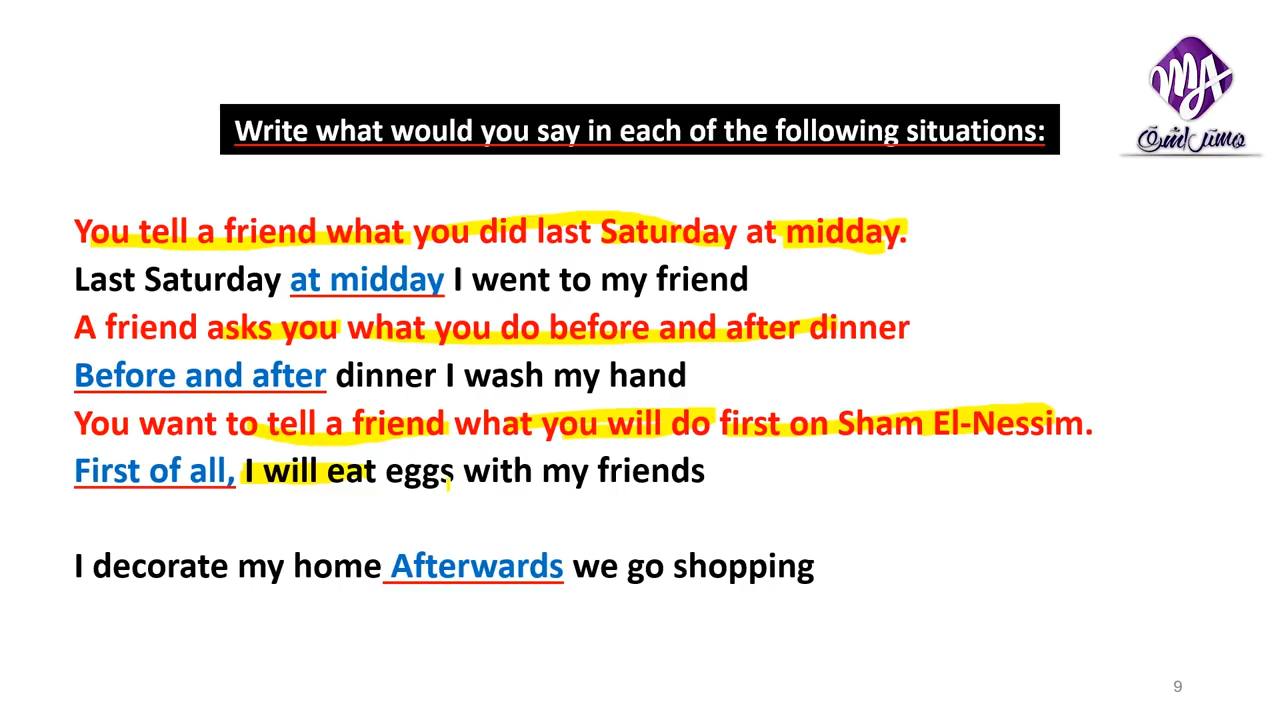 MA
مستر اشرق
Write what would you say in each of the following situations:
You tell a friend what you did last Saturday at midday.
Last Saturday at midday I went to my friend
A friend asks you what you do before and after dinner
Before and after dinner I wash my hand
You want to tell a friend what you will do first on Sham El-Nessim.
First of all, I will eat eggs with my friends
I decorate my home Afterwards we go shopping
9